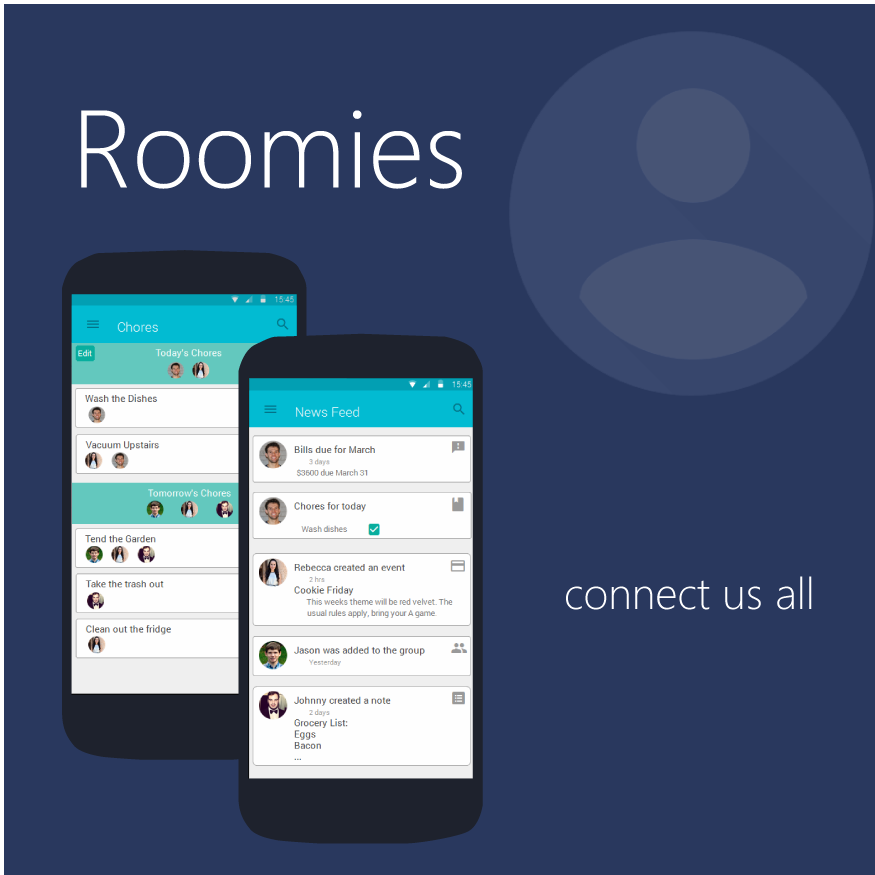 Roomies
15:45
Chores
Edit
Today's Chores
Wash the Dishes
Vacuum Upstairs
Tomorrow's Chores
Tend the Garden
Take the trash out
Clean out the fridge
15:45
News Feed
Bills due for March
3 days
$3600 due March 31
Chores for today
Wash dishes
Rebecca created an event
2 hrs
Cookie Friday
This weeks theme will be red velvet. The
usual rules apply, bring your A game.
Jason was added to the group
Yesterday
Johnny created a note
2 days
Grocery List:
Eggs
Bacon
...
connect us all